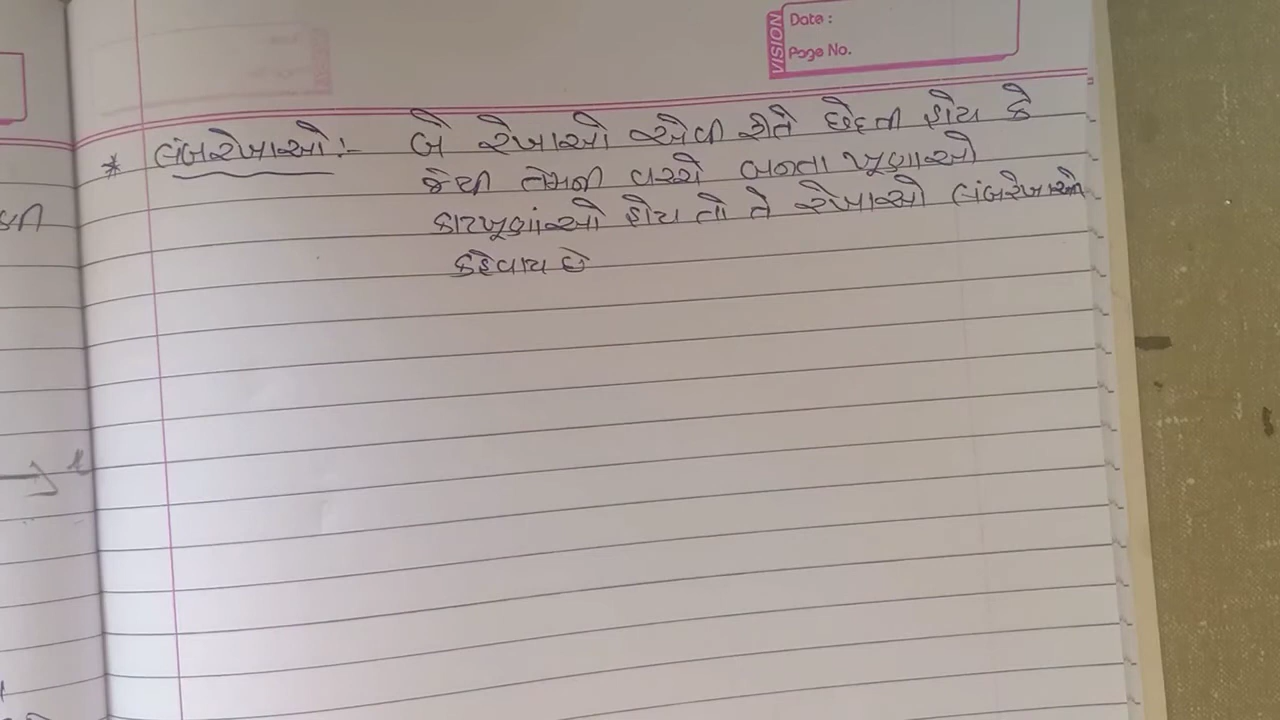 VISION
Date :
Page No.
* લંબરેખાઓ :- બે રેખાઓ એવી રીતે છેદતી હોય કે
જેથી તેમની વચ્ચે બનતા ખૂણાઓ
કાટખૂણાંઓ હોય તો તે રેખાઓ લંબરેખાઓ
કહેવાય છે